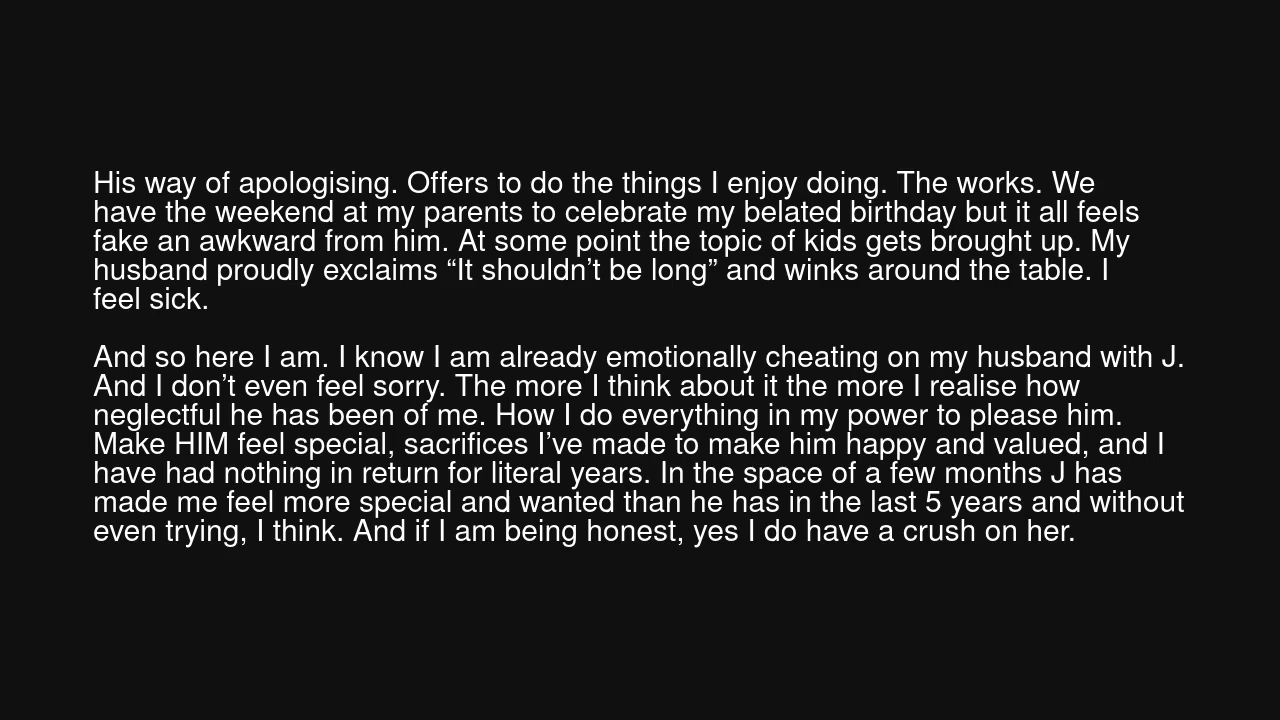 His way of apologising. Offers to do the things I enjoy doing. The works. We
have the weekend at my parents to celebrate my belated birthday but it all feels
fake an awkward from him. At some point the topic of kids gets brought up. My
husband proudly exclaims “It shouldn’t be long” and winks around the table. I
feel sick.
And so here I am. I know I am already emotionally cheating on my husband with J.
And I don’t even feel sorry. The more I think about it the more I realise how
neglectful he has been of me. How I do everything in my power to please him.
Make HIM feel special, sacrifices I’ve made to make him happy and valued, and I
have had nothing in return for literal years. In the space of a few months J has
made me feel more special and wanted than he has in the last 5 years and without
even trying, I think. And if I am being honest, yes I do have a crush on her.